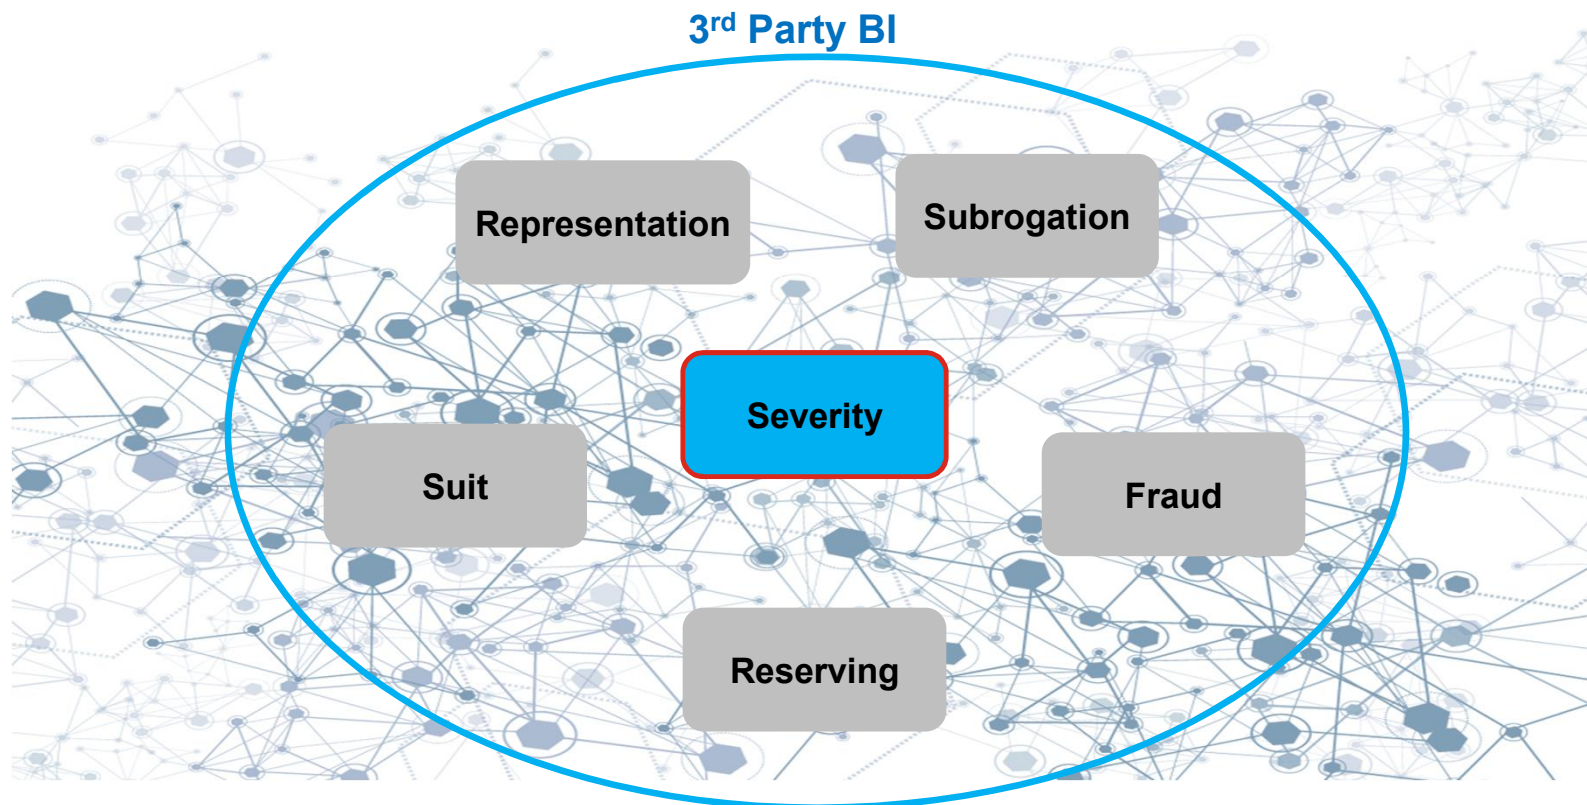 3rd Party BI
Representation
Subrogation
Severity
Suit
Fraud
Reserving